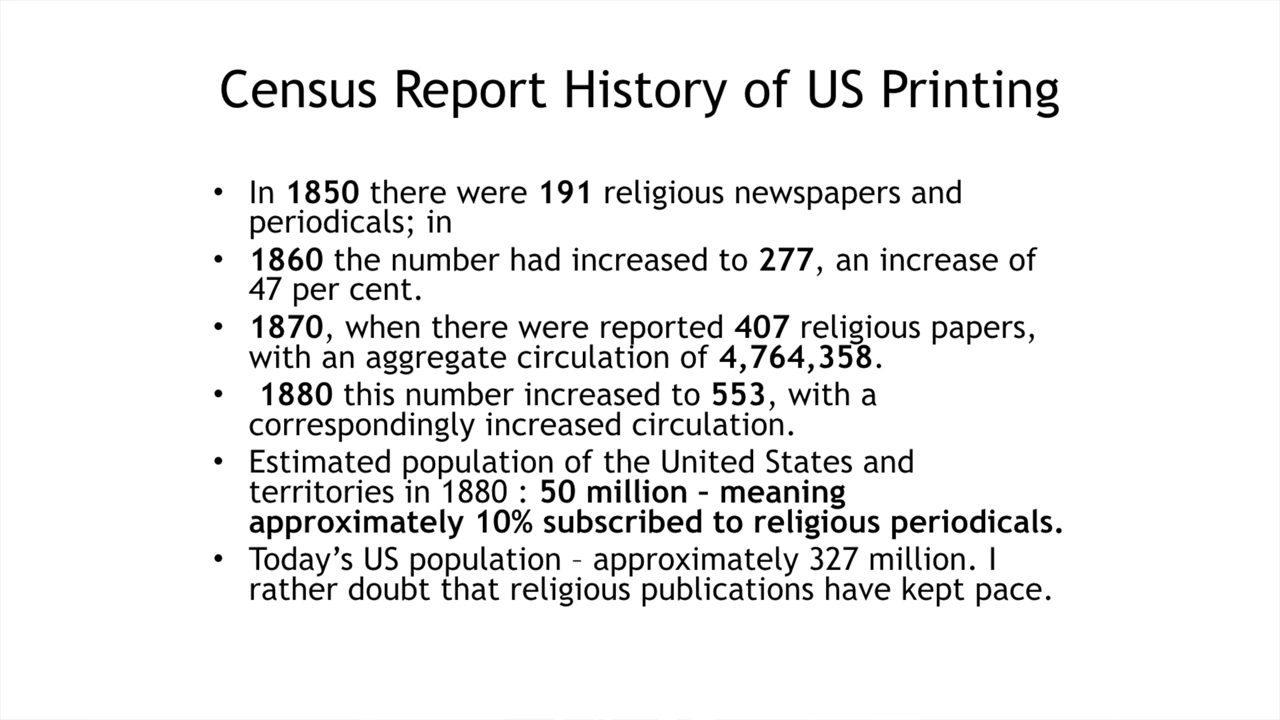 Census Report History of US Printing
• In 1850 there were 191 religious newspapers and
periodicals; in
• 1860 the number had increased to 277, an increase of
47 per cent.
• 1870, when there were reported 407 religious papers,
with an aggregate circulation of 4,764,358.
• 1880 this number increased to 553, with a
correspondingly increased circulation.
• Estimated population of the United States and
territories in 1880 : 50 million – meaning
approximately 10% subscribed to religious periodicals.
• Today’s US population – approximately 327 million. I
rather doubt that religious publications have kept pace.